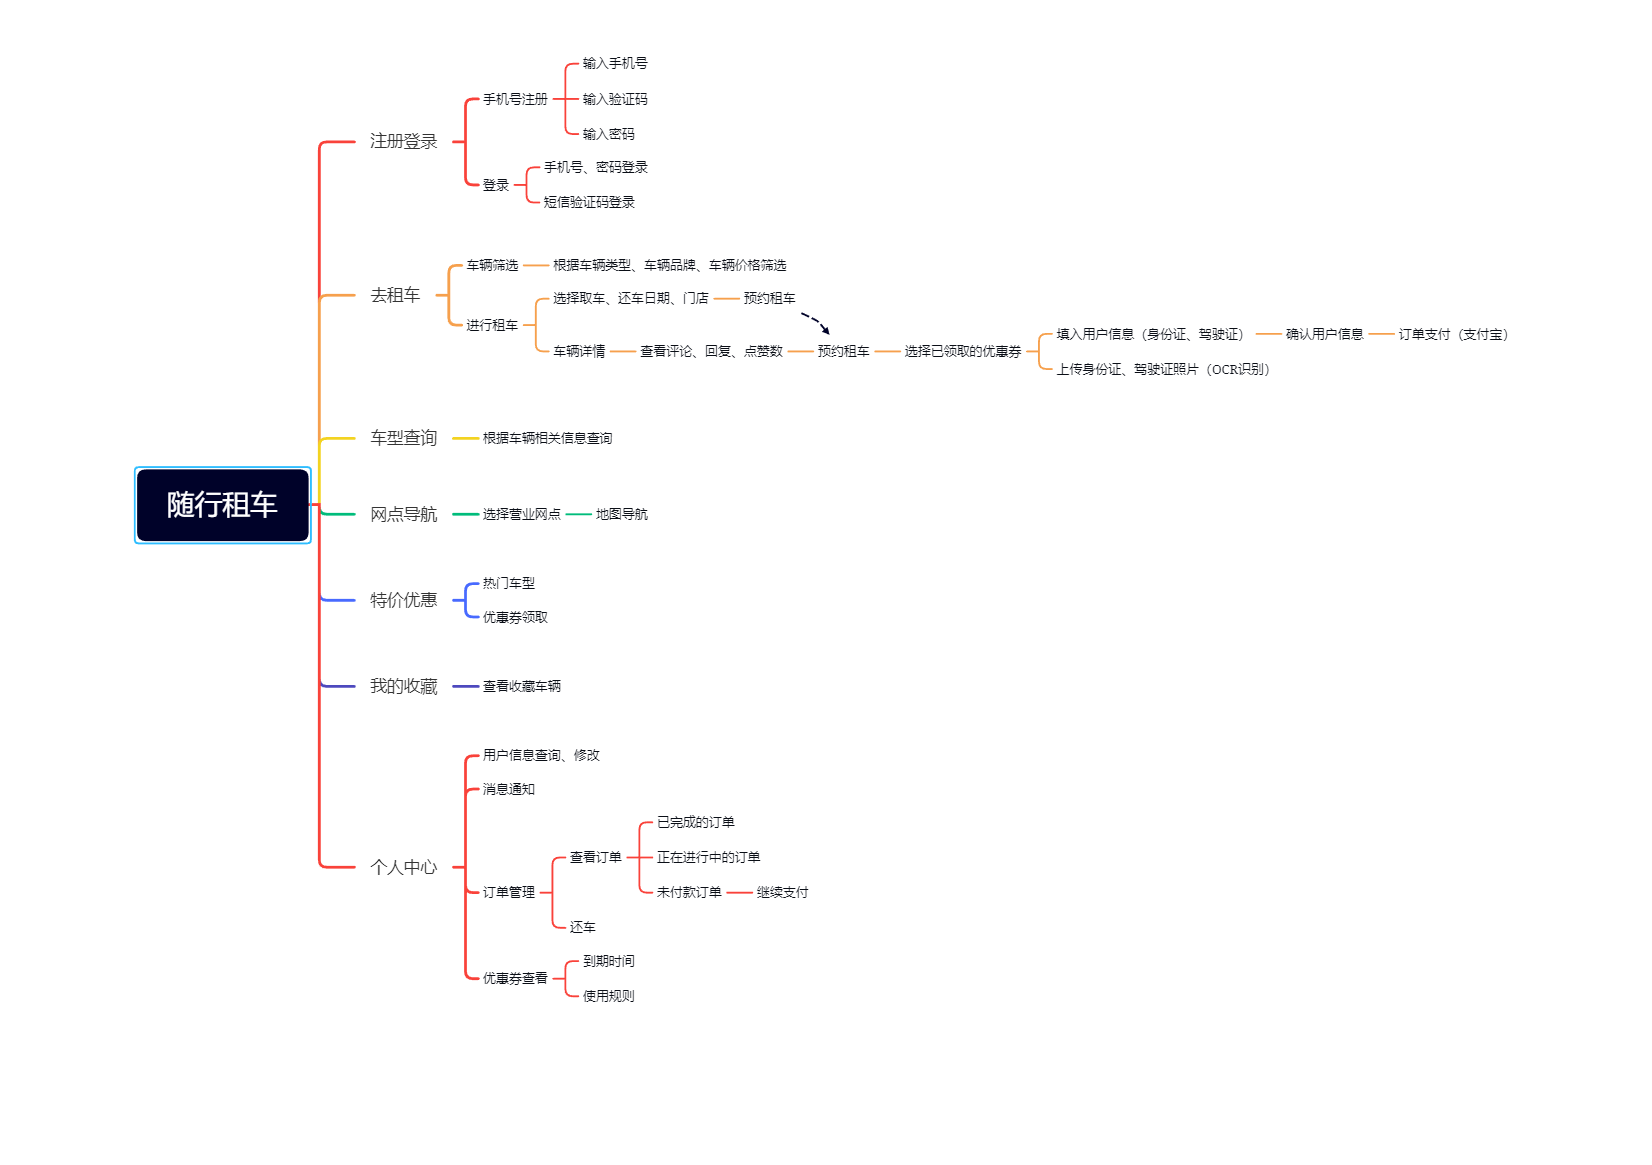 随行租车
注册登录
手机号注册
输入手机号
输入验证码
输入密码
登录
手机号、密码登录
短信验证码登录
去租车
车辆筛选
根据车辆类型、车辆品牌、车辆价格筛选
进行租车
选择取车、还车日期、门店
预约租车
车辆详情
查看评论、回复、点赞数
预约租车
选择已领取的优惠券
填入用户信息（身份证、驾驶证）
确认用户信息
订单支付（支付宝）
上传身份证、驾驶证照片（OCR识别）
车型查询
根据车辆相关信息查询
网点导航
选择营业网点
地图导航
特价优惠
热门车型
优惠券领取
我的收藏
查看收藏车辆
个人中心
用户信息查询、修改
消息通知
订单管理
查看订单
已完成的订单
正在进行中的订单
未付款订单
继续支付
还车
优惠券查看
到期时间
使用规则